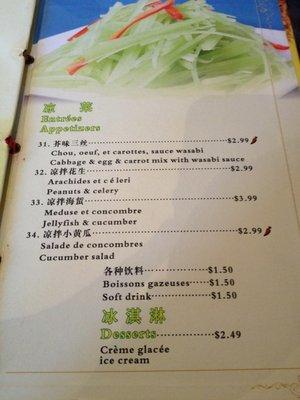 凉 菜
Entrées
Appetizers
31. 芥味三丝·····················$2.99
Chou, oeuf, et carottes, sauce wasabi
Cabbage & egg & carrot mix with wasabi sauce
32. 凉拌花生·····················$2.99
Arachides et céleri
Peanuts & celery
33. 凉拌海蜇·····················$3.99
Meduse et concombre
Jellyfish & cucumber
34. 凉拌小黄瓜·····················$2.99
Salade de concombres
Cucumber salad
各种饮料···············$1.50
Boissons gazeuses······$1.50
Soft drink···············$1.50
冰淇淋
Desserts···············$2.49
Crème glacée
ice cream